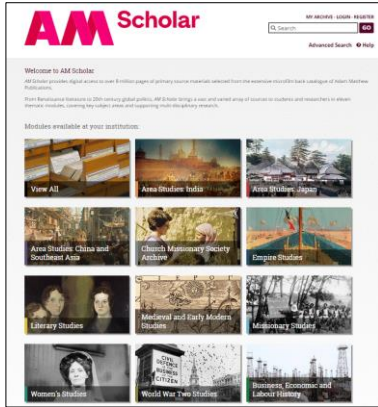 AM Scholar
MY ARCHIVE · LOGIN · REGISTER
Search
GO
Advanced Search Help
Welcome to AM Scholar
AM Scholar provides digital access to over 8 million pages of primary source materials selected from the extensive microfilm back catalogue of Adam Matthew
Publications.
From Renaissance literature to 20th century global politics, AM Scholar brings a vast and varied array of sources to students and researchers in eleven
thematic modules, covering key subject areas and supporting multi-disciplinary research.
Modules available at your institution:
View All
Area Studies: India
Area Studies: Japan
Area Studies: China and
Southeast Asia
Church Missionary Society
Archive
Empire Studies
Literary Studies
Medieval and Early Modern
Studies
Missionary Studies
CIVIL
DEFENCE
is
BUSINESS
of the
CITIZEN
Women's Studies
World War Two Studies
Business, Economic and
Labour History